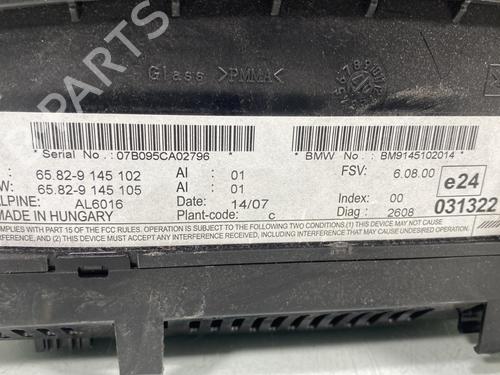 Glass >PMMA<
* Serial No. : 07B095CA02796 *
* BMW No : BM9145102014 *
: 65.82-9 145 102 AI : 01 FSV: 6.08.00 e24
W: 65.82-9 145 105 AI : 01
ALPINE: AL6016 Date : 14/07 Index : 00 031322
MADE IN HUNGARY Plant-code: c Diag : 2608
OMPLIES WITH PART 15 OF THE FCC RULES. OPERATION IS SUBJECT TO THE FOLLOWING TWO CONDITIONS.(1) THIS DEVICE MAY NOT CAUSE
INTERFERENCE, AND (2) THIS DEVICE MUST ACCEPT ANY INTERFERENCE RECEIVED, INCLUDING INTERFERENCE THAT MAY CAUSE UNDESIRED OPERATION.
B-PARTS